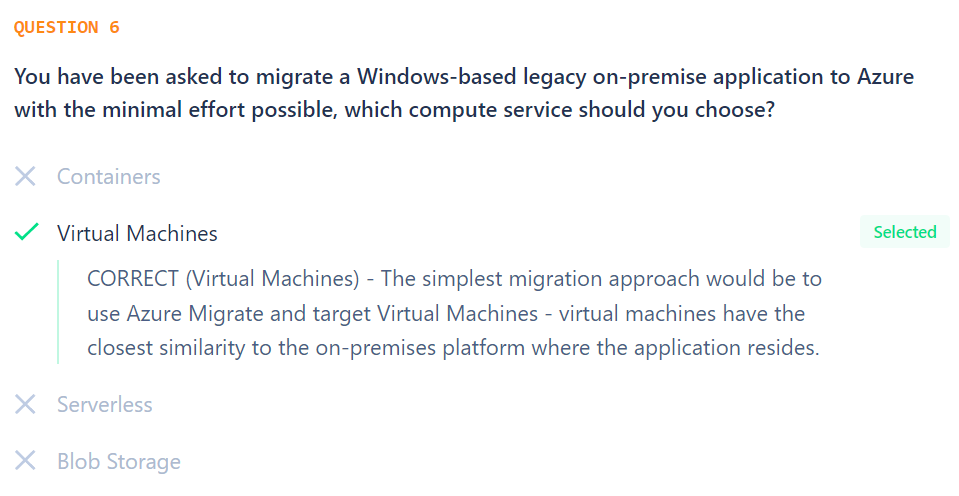 QUESTION 6
You have been asked to migrate a Windows-based legacy on-premise application to Azure
with the minimal effort possible, which compute service should you choose?
Containers
Virtual Machines
Selected
CORRECT (Virtual Machines) - The simplest migration approach would be to
use Azure Migrate and target Virtual Machines - virtual machines have the
closest similarity to the on-premises platform where the application resides.
Serverless
Blob Storage